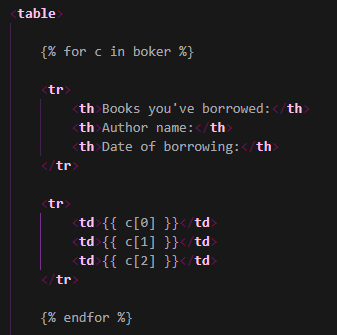 <table>
{% for c in boker %}
<tr>
<th>Books you've borrowed:</th>
<th>Author name:</th>
<th>Date of borrowing:</th>
</tr>
<tr>
<td>{{ c[0] }}</td>
<td>{{ c[1] }}</td>
<td>{{ c[2] }}</td>
</tr>
{% endfor %}